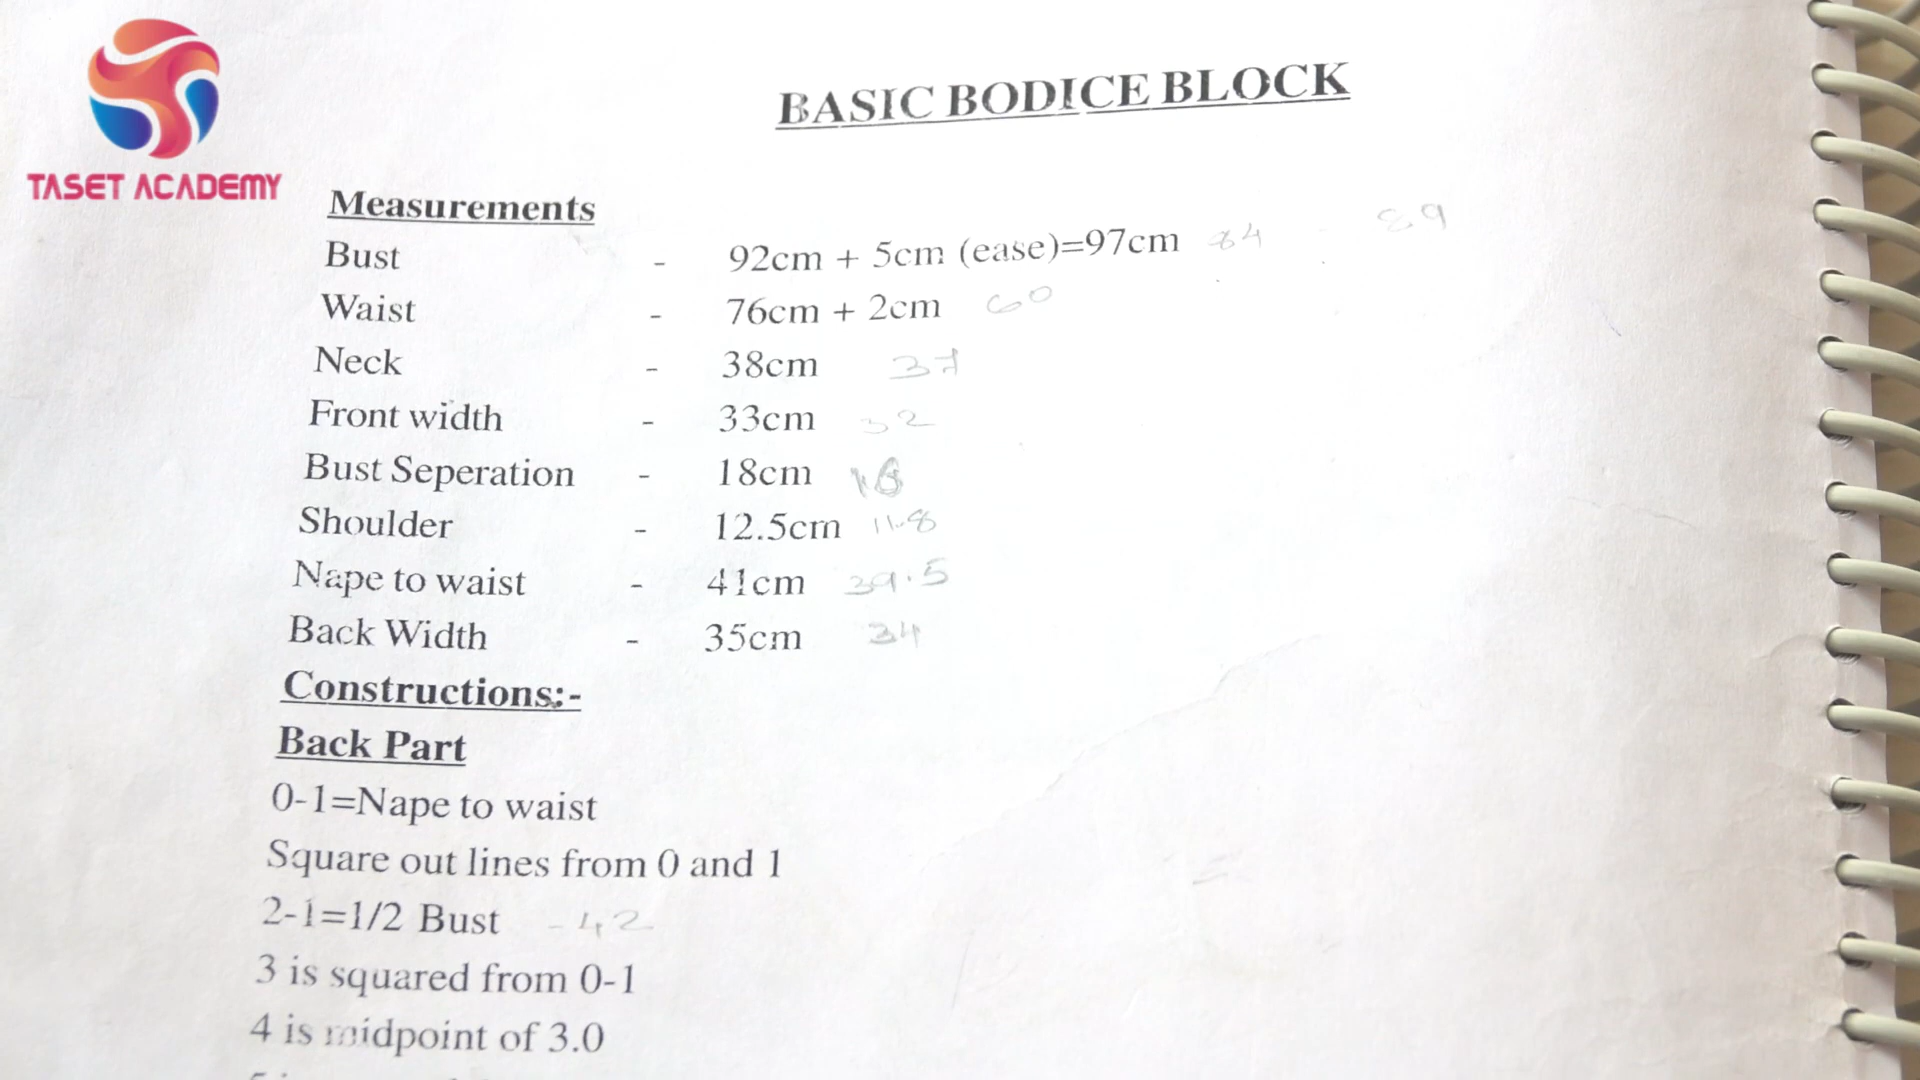 TASET ACADEMY
BASIC BODICE BLOCK
Measurements
Bust - 92cm + 5cm (ease)=97cm 84 89
Waist - 76cm + 2cm 60
Neck - 38cm 37
Front width - 33cm 32
Bust Seperation - 18cm 16
Shoulder - 12.5cm 11.8
Nape to waist - 41cm 39.5
Back Width - 35cm 34
Constructions:-
Back Part
0-1=Nape to waist
Square out lines from 0 and 1
2-1=1/2 Bust - 42
3 is squared from 0-1
4 is midpoint of 3.0